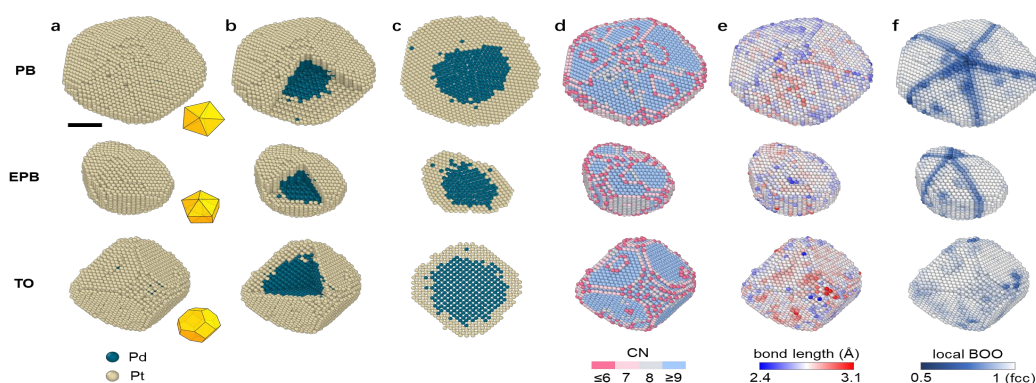 a b c d e f
PB
EPB
TO
Pd
Pt
CN
≤6 7 8 ≥9
bond length (Å)
2.4 3.1
local BOO
0.5 1 (fcc)